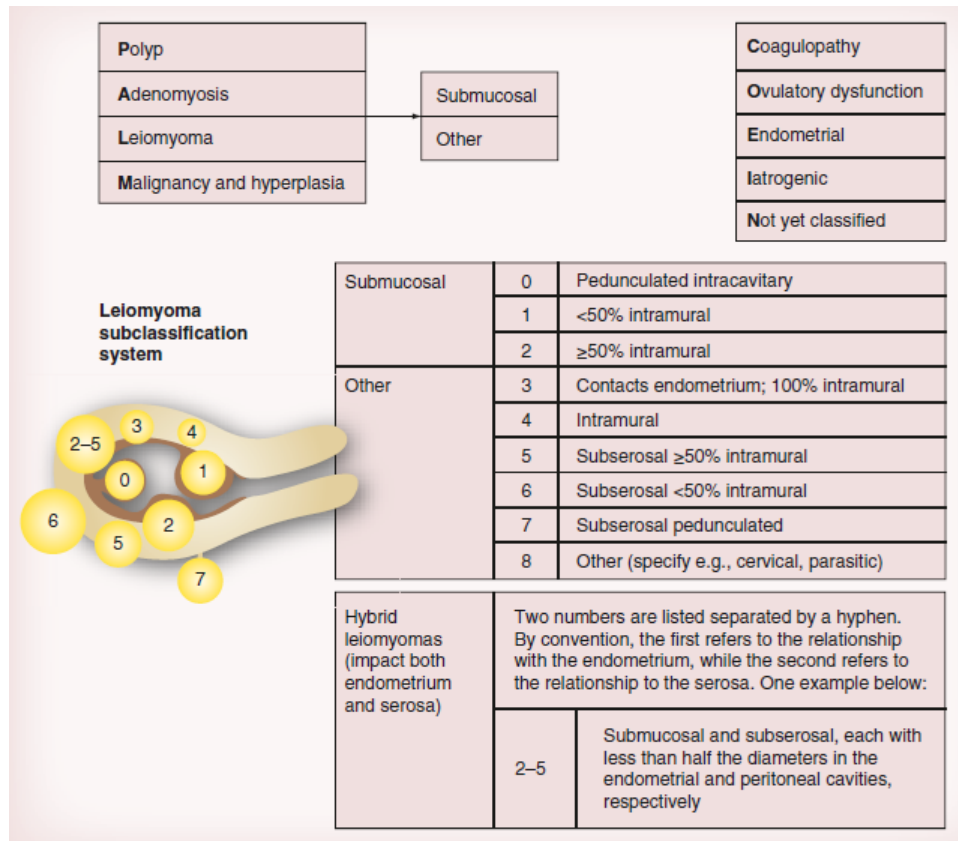 Polyp
Adenomyosis
Leiomyoma
Malignancy and hyperplasia
Submucosal
Other
Coagulopathy
Ovulatory dysfunction
Endometrial
Iatrogenic
Not yet classified
Leiomyoma
subclassification
system
Submucosal
0 Pedunculated intracavitary
1 <50% intramural
2 ≥50% intramural
Other
3 Contacts endometrium; 100% intramural
4 Intramural
5 Subserosal ≥50% intramural
6 Subserosal <50% intramural
7 Subserosal pedunculated
8 Other (specify e.g., cervical, parasitic)
2–5
3
4
0
1
6
5
2
7
Hybrid
leiomyomas
(impact both
endometrium
and serosa)
Two numbers are listed separated by a hyphen.
By convention, the first refers to the relationship
with the endometrium, while the second refers to
the relationship to the serosa. One example below:
2–5
Submucosal and subserosal, each with
less than half the diameters in the
endometrial and peritoneal cavities,
respectively